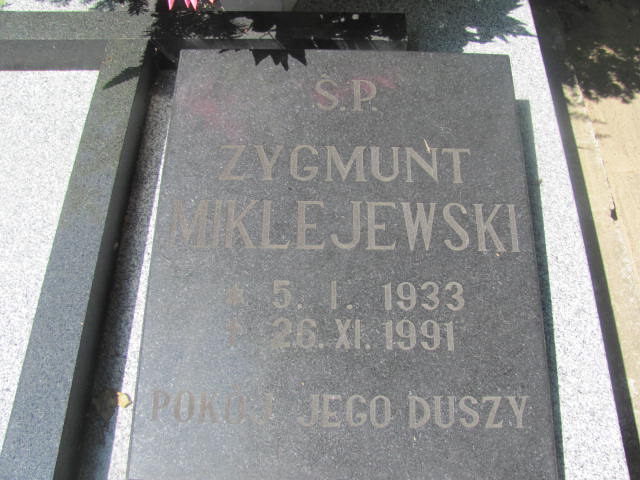 Ś.P.
ZYGMUNT
MIKLEJEWSKI
* 5. I. 1933
† 26. XI. 1991
POKÓJ JEGO DUSZY